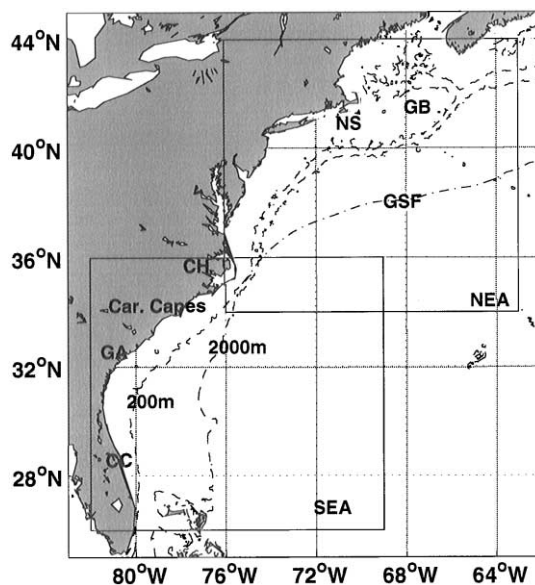 44°N
GB
NS
40°N
GSF
36°N
CH
NEA
Car. Capes
2000m
GA
32°N
200m
CC
28°N
SEA
80°W 76°W 72°W 68°W 64°W